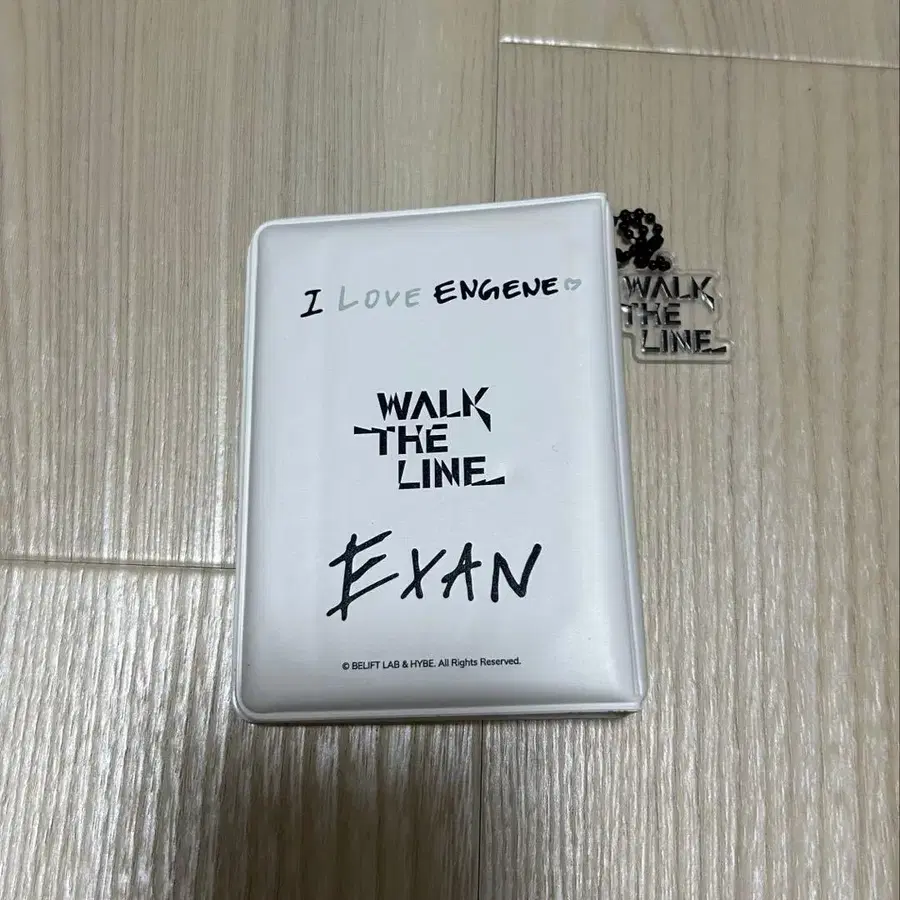 I LOVE ENGENE♡
WALK
THE
LINE
EXAN
© BELIFT LAB & HYBE. All Rights Reserved.
WALK
THE
LINE